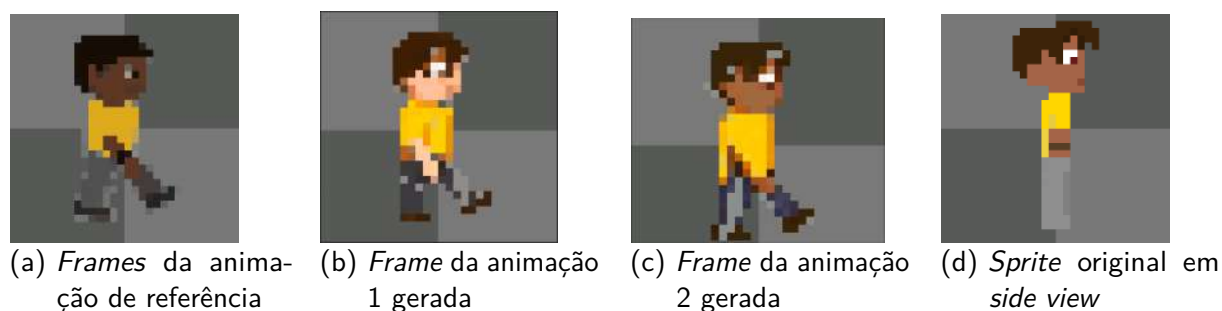 (a) Frames da anima-
ção de referência
(b) Frame da animação
1 gerada
(c) Frame da animação
2 gerada
(d) Sprite original em
side view